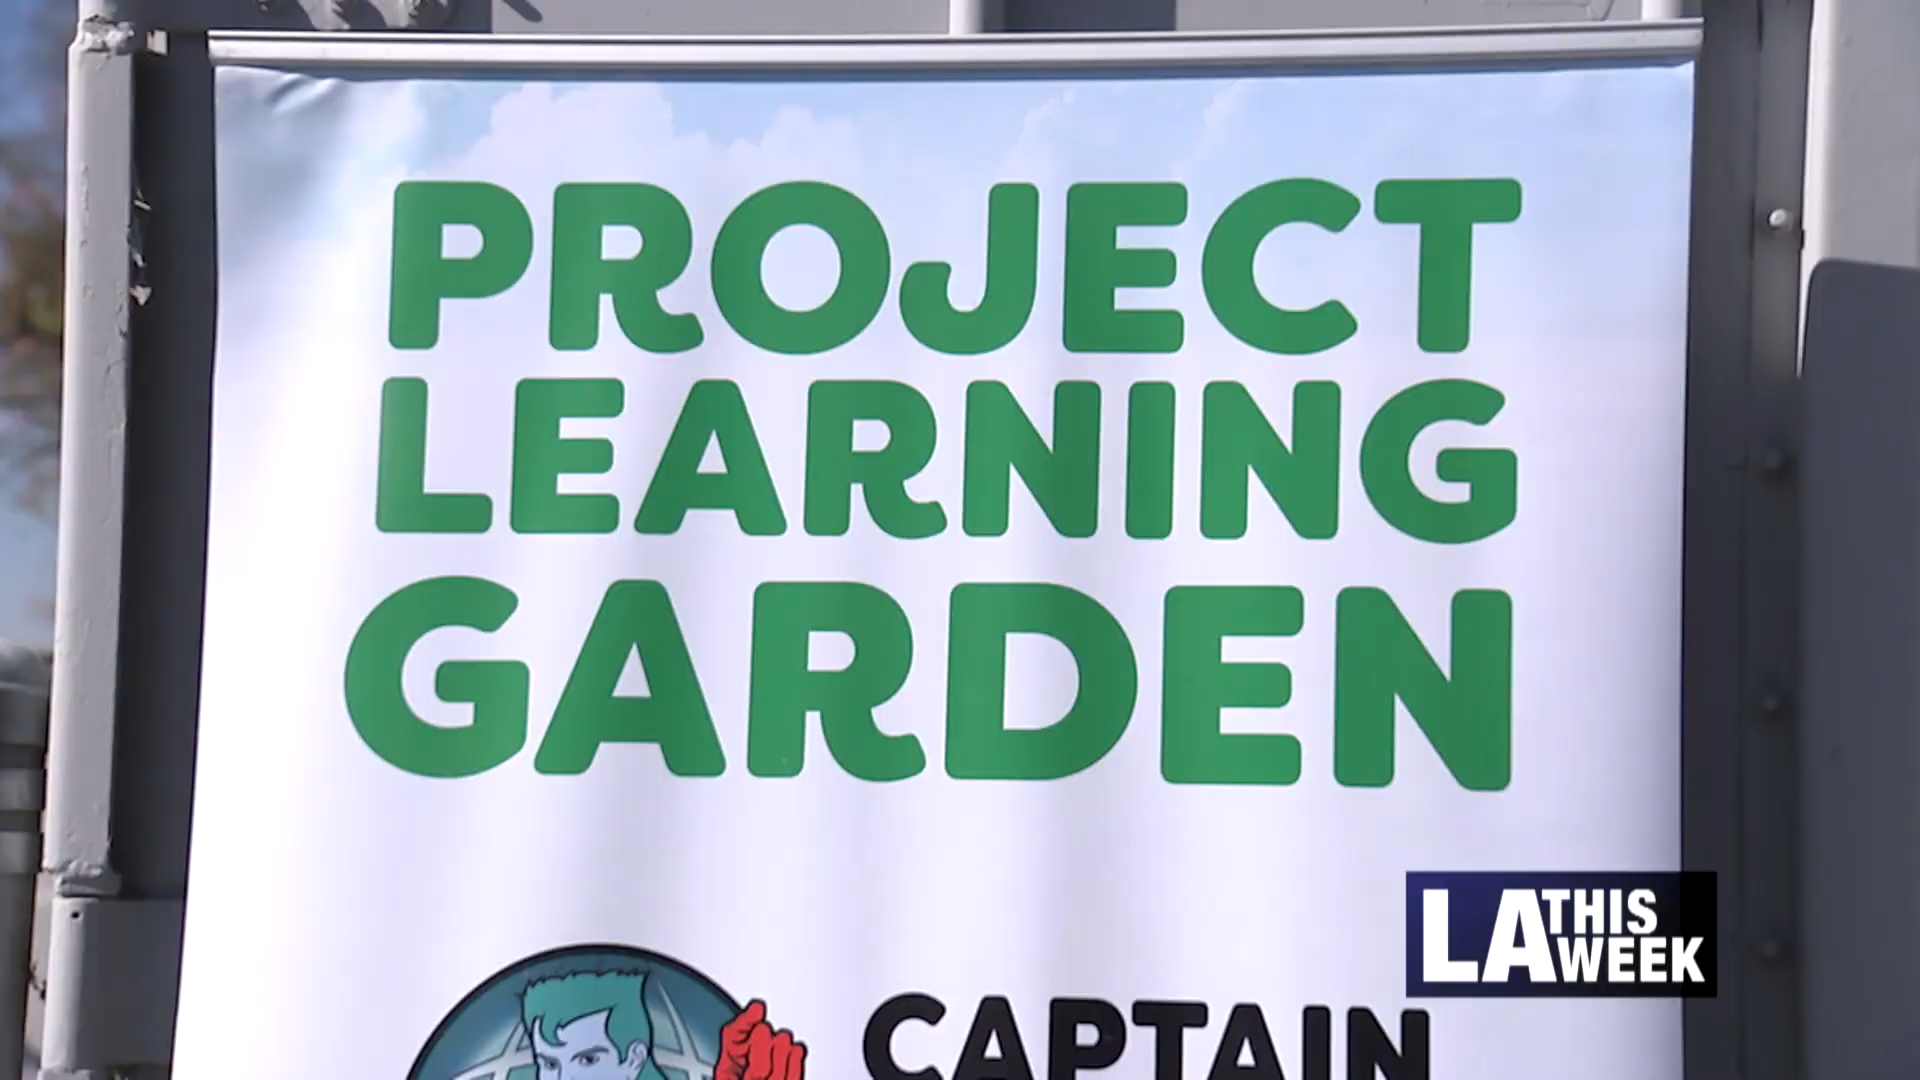 PROJECT
LEARNING
GARDEN
CAPTAIN
LA THIS
WEEK